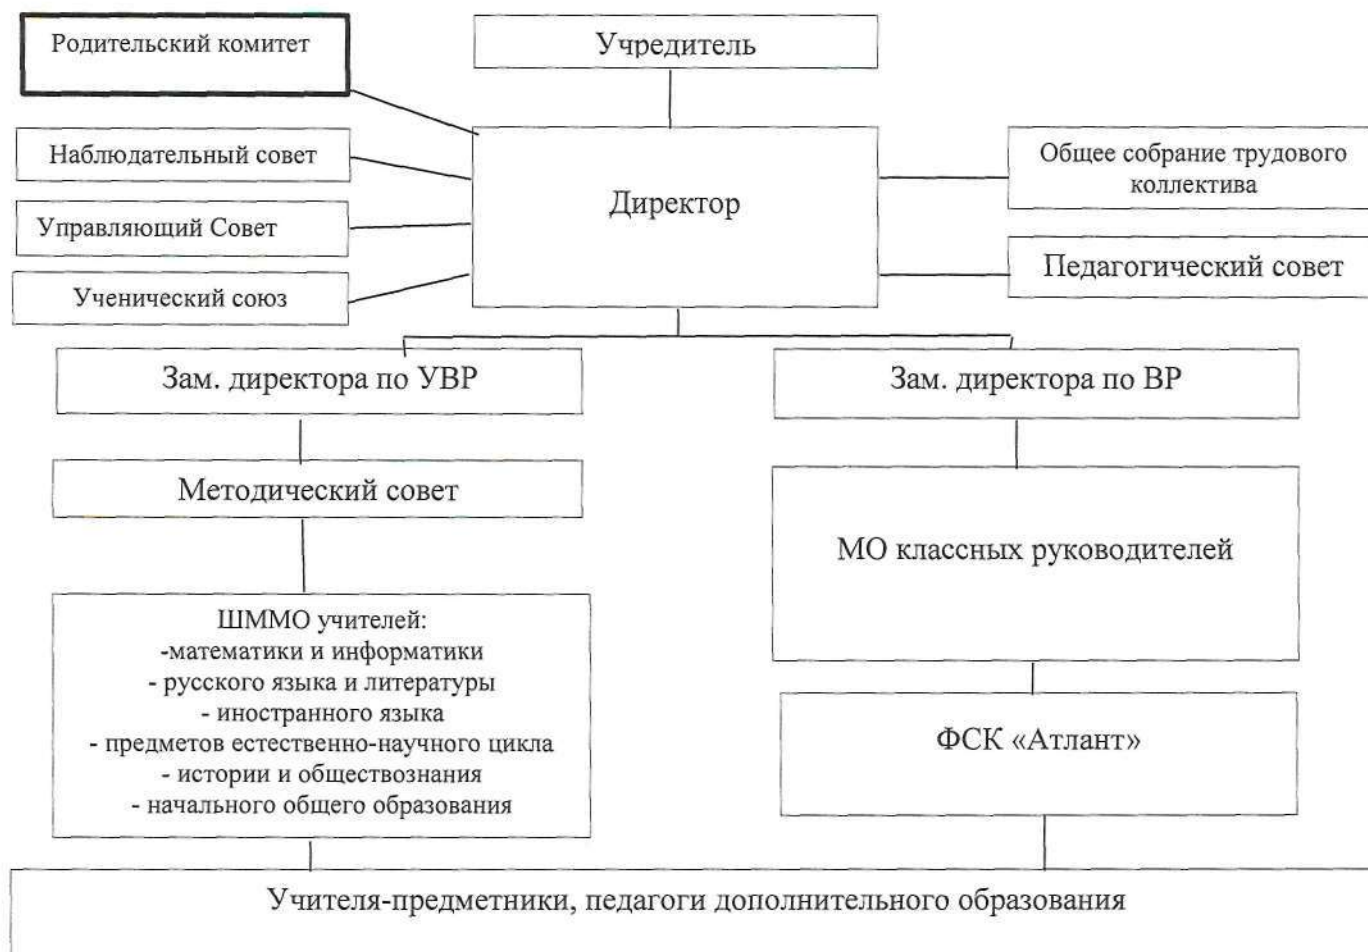 Родительский комитет
Учредитель
Наблюдательный совет
Управляющий Совет
Ученический союз
Директор
Общее собрание трудового
коллектива
Педагогический совет
Зам. директора по УВР
Зам. директора по ВР
Методический совет
МО классных руководителей
ШММО учителей:
-математики и информатики
- русского языка и литературы
- иностранного языка
- предметов естественно-научного цикла
- истории и обществознания
- начального общего образования
ФСК «Атлант»
Учителя-предметники, педагоги дополнительного образования